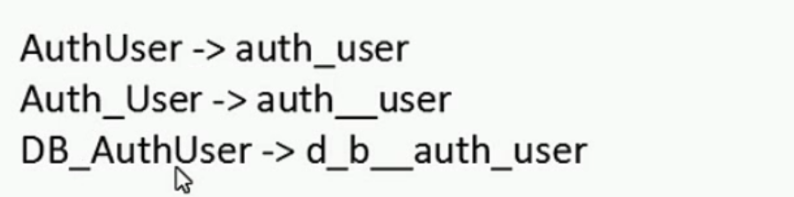 AuthUser -> auth_user
Auth_User -> auth__user
DB_AuthUser -> d_b__auth_user